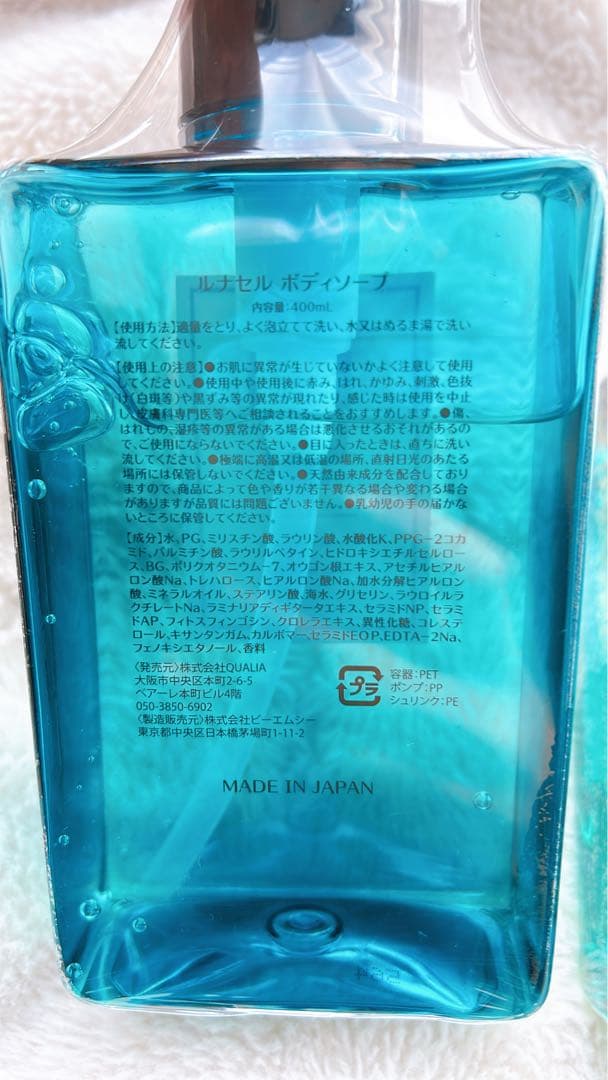 ルナセル ボディソープ
内容量:400mL
【使用方法】適量をとり、よく泡立てて洗い、水又はぬるま湯で洗い
流してください。
【使用上の注意】●お肌に異常が生じていないかよく注意して使用
してください。●使用中や使用後に赤み、はれ、かゆみ、刺激、色抜
け(白斑等)や黒ずみ等の異常が現れたり、感じた時は使用を中止
し、皮膚科専門医等へご相談されることをおすすめします。●傷、
はれもの、湿疹等の異常がある場合は悪化させるおそれがあるの
で、ご使用にならないでください。●目に入ったときは、直ちに洗い
流してください。●極端に高温又は低温の場所、直射日光のあたる
場所には保管しないでください。●天然由来成分を配合しており
ますので、商品によって色や香りが若干異なる場合や変わる場合
がありますが品質には問題ございません。●乳幼児の手の届かな
いところに保管してください。
【成分】水、PG、ミリスチン酸、ラウリン酸、水酸化K、PPG-2コカ
ミド、パルミチン酸、ラウリルベタイン、ヒドロキシエチルセルロー
ス、BG、ポリクオタニウム-7、オウゴン根エキス、アセチルヒアル
ロン酸Na、トレハロース、ヒアルロン酸Na、加水分解ヒアルロン
酸、ミネラルオイル、ステアリン酸、海水、グリセリン、ラウロイルラ
クチレートNa、ラミナリアディギタータエキス、セラミドNP、セラミ
ドAP、フィトスフィンゴシン、クロレラエキス、異性化糖、コレステ
ロール、キサンタンガム、カルボマー、セラミドEOP、EDTA-2Na、
フェノキシエタノール、香料
〈発売元〉株式会社QUALIA
大阪市中央区本町2-6-5
ベアーレ本町ビル4階
050-3850-6902
〈製造販売元〉株式会社ビーエムシー
東京都中央区日本橋茅場町1-11-2
プラ
容器:PET
ポンプ:PP
シュリンク:PE
MADE IN JAPAN